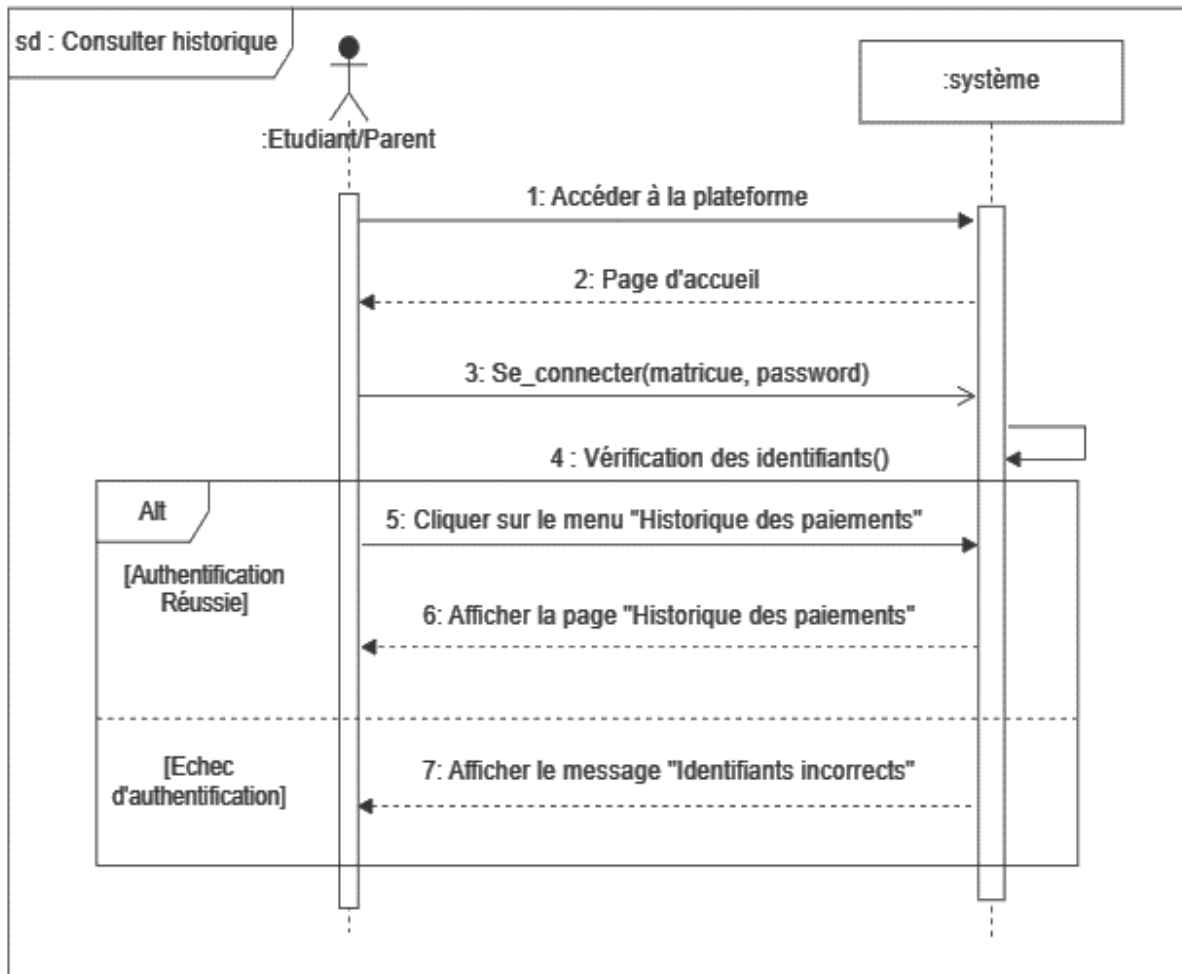 sd : Consulter historique
:système
:Etudiant/Parent
1: Accéder à la plateforme
2: Page d'accueil
3: Se_connecter(matricue, password)
4 : Vérification des identifiants()
Alt
5: Cliquer sur le menu "Historique des paiements"
[Authentification
Réussie]
6: Afficher la page "Historique des paiements"
[Echec
d'authentification]
7: Afficher le message "Identifiants incorrects"